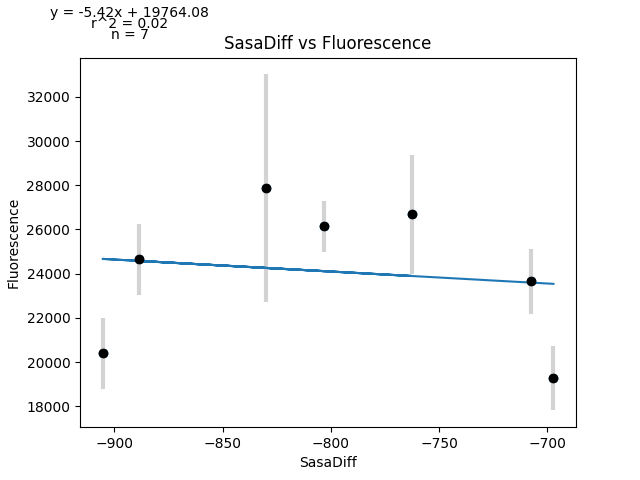 y = -5.42x + 19764.08
r^2 = 0.02
n = 7
SasaDiff vs Fluorescence
32000
30000
28000
26000
24000
22000
20000
18000
Fluorescence
−900
−850
−800
−750
−700
SasaDiff